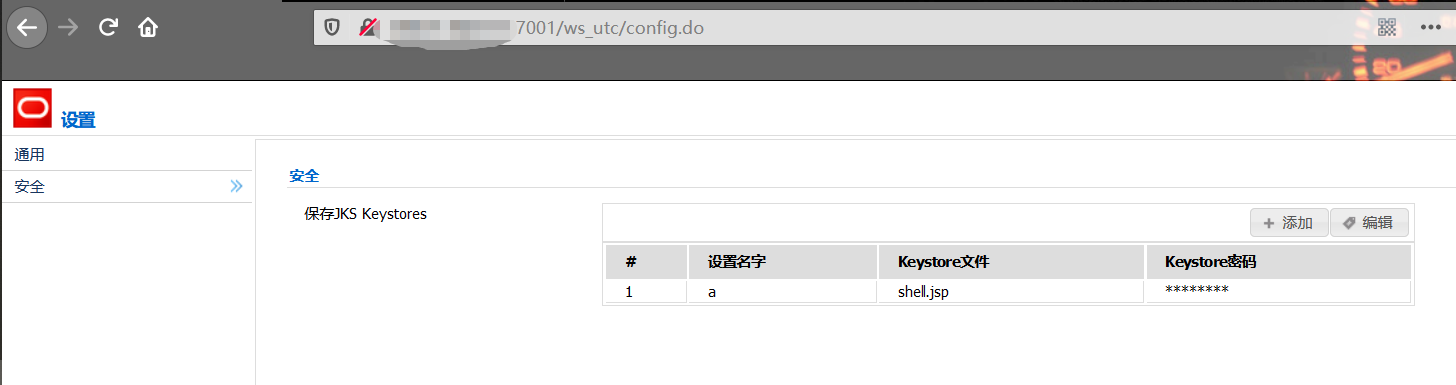 7001/ws_utc/config.do
设置
通用
安全
安全
保存JKS Keystores
添加 编辑
# 设置名字 Keystore文件 Keystore密码
1 a shell.jsp ********